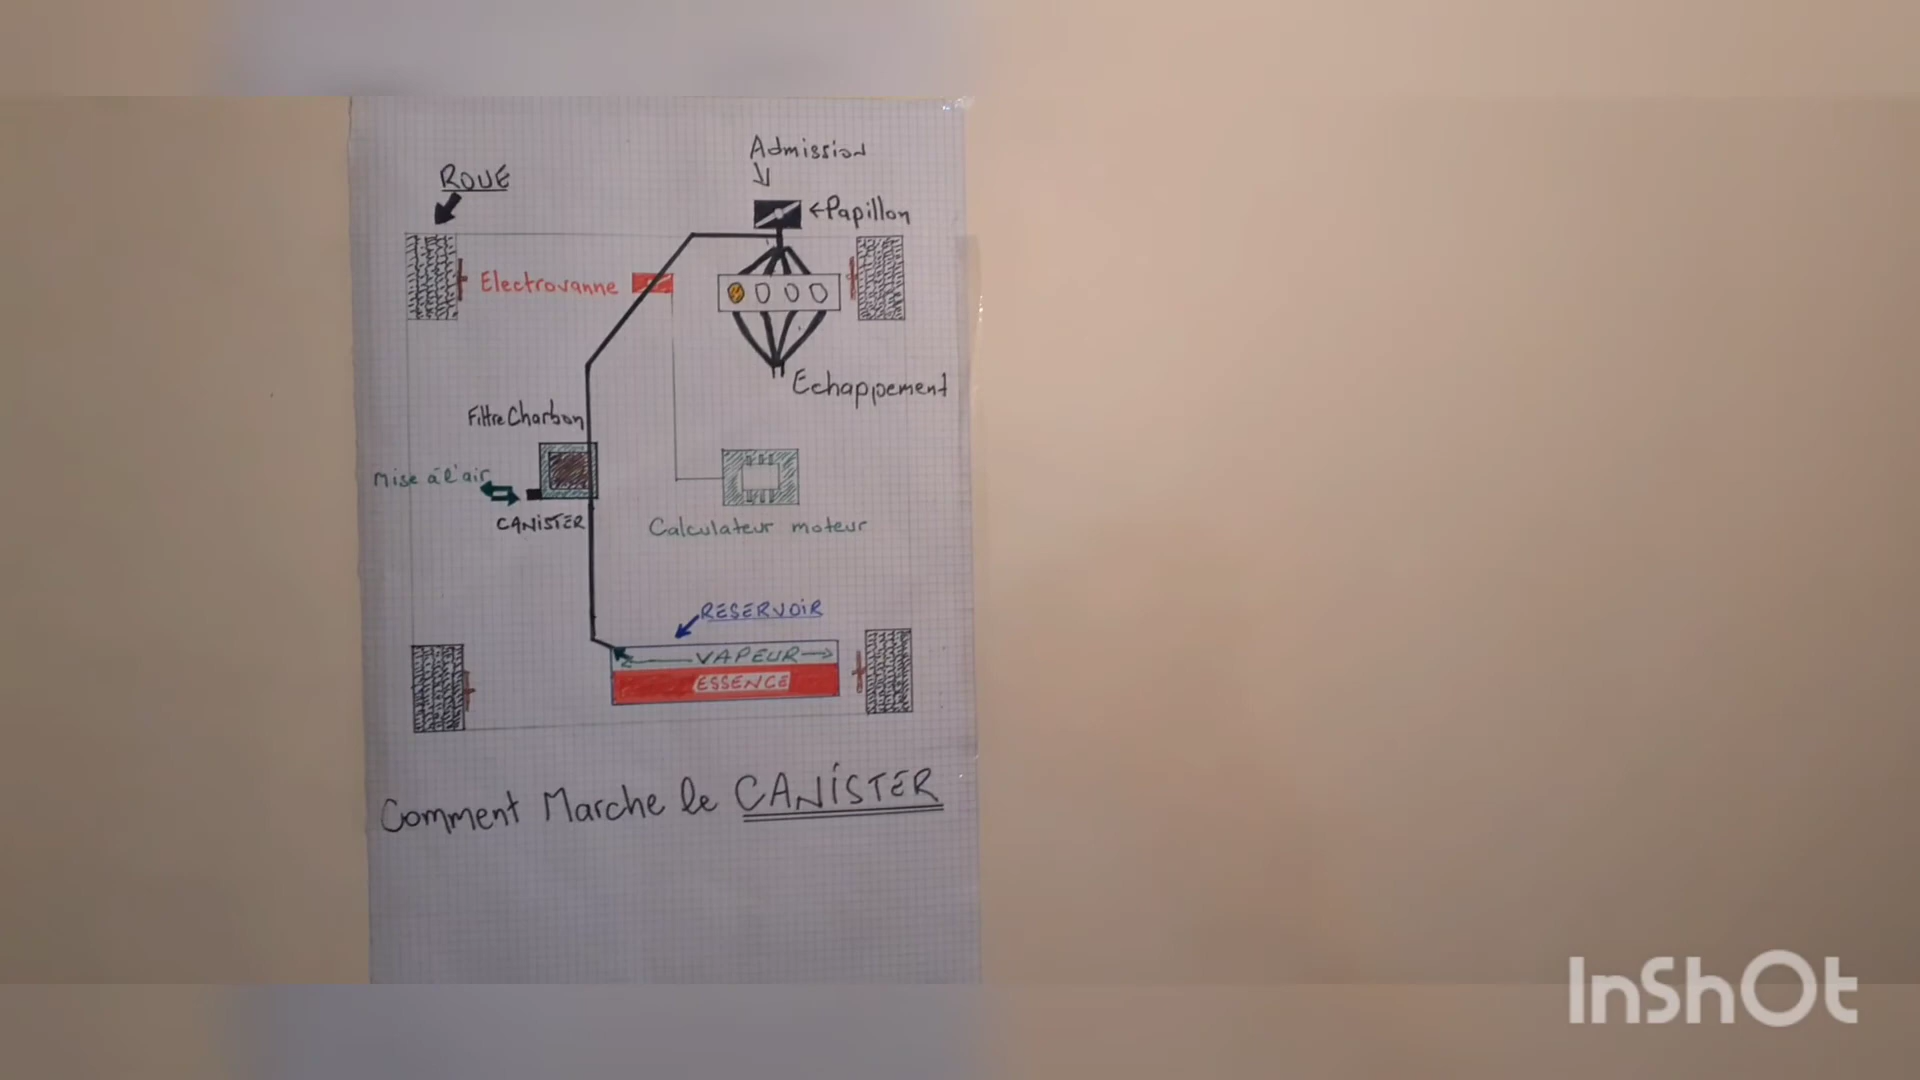 Admission
ROUE
←Papillon
Electrovanne
Echappement
Filtre Charbon
Mise à l'air
CANiSTER
Calculateur moteur
RESERVOiR
VAPEUR
ESSENCE
Comment Marche le CANiSTER
InShOt